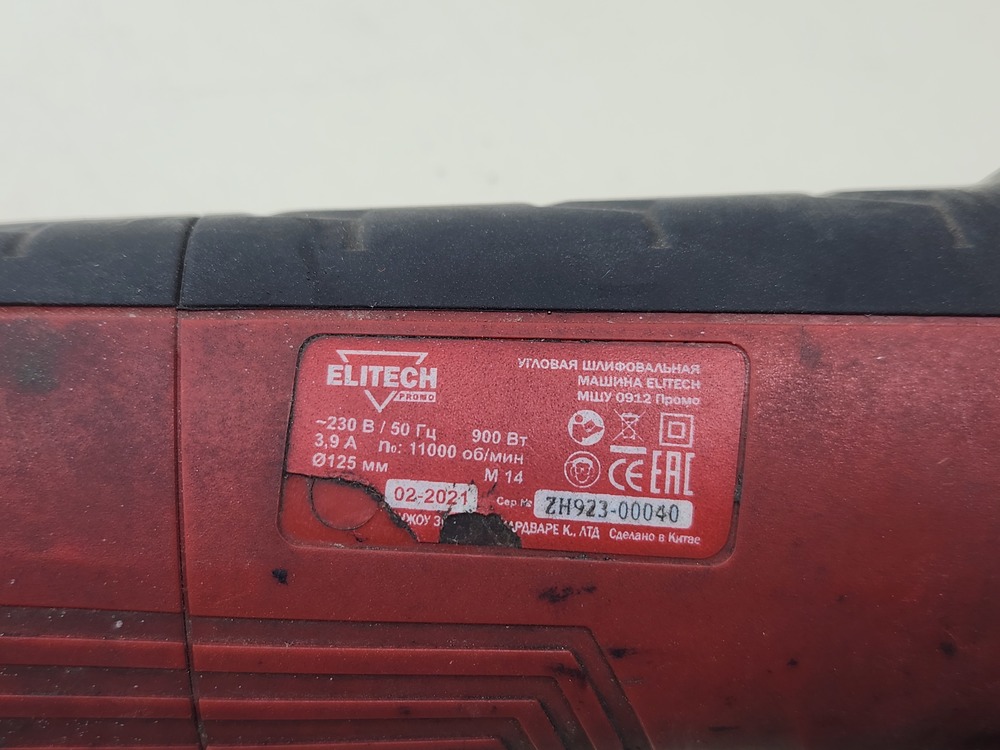 ELITECH
PROMO
УГЛОВАЯ ШЛИФОВАЛЬНАЯ
МАШИНА ELITECH
МШУ 0912 Промо
~230 В / 50 Гц 900 Вт
3,9 А n₀: 11000 об/мин
Ø125 мм М 14
CE EAC
02-2021 Сер № ZH923-00040
К., ЛТД Сделано в Китае